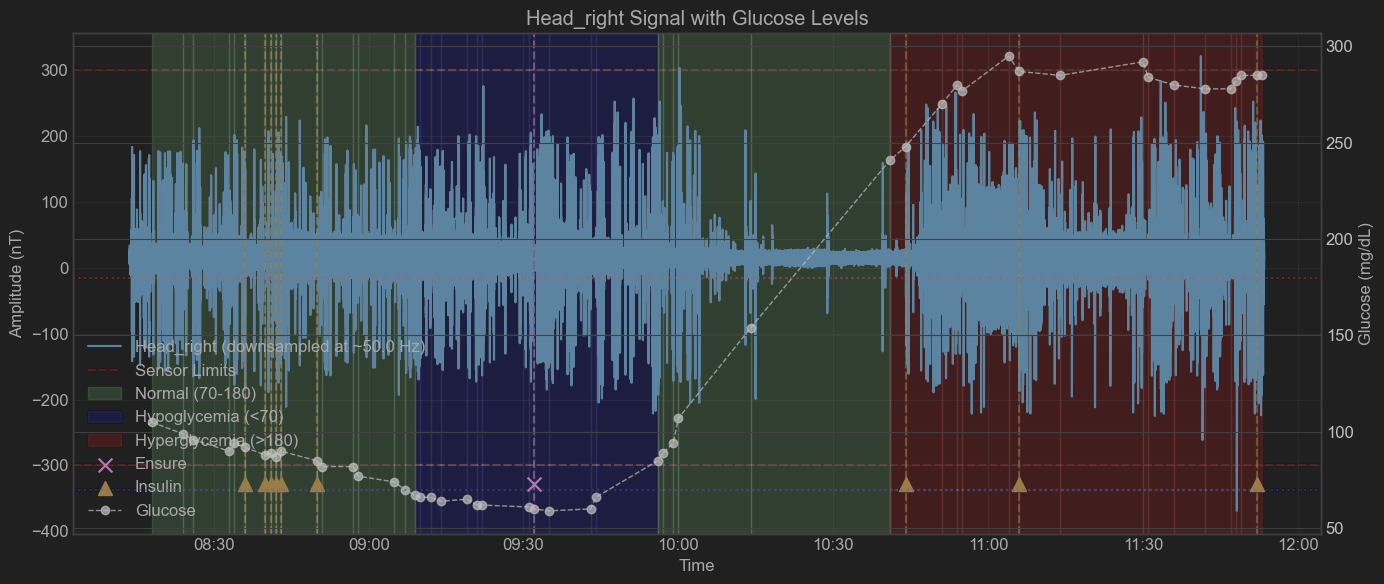 Head_right Signal with Glucose Levels
300
200
100
0
−100
−200
−300
−400
Amplitude (nT)
300
250
200
150
100
50
Glucose (mg/dL)
Head_right (downsampled at ~50.0 Hz)
Sensor Limits
Normal (70-180)
Hypoglycemia (<70)
Hyperglycemia (>180)
Ensure
Insulin
Glucose
08:30
09:00
09:30
10:00
10:30
11:00
11:30
12:00
Time